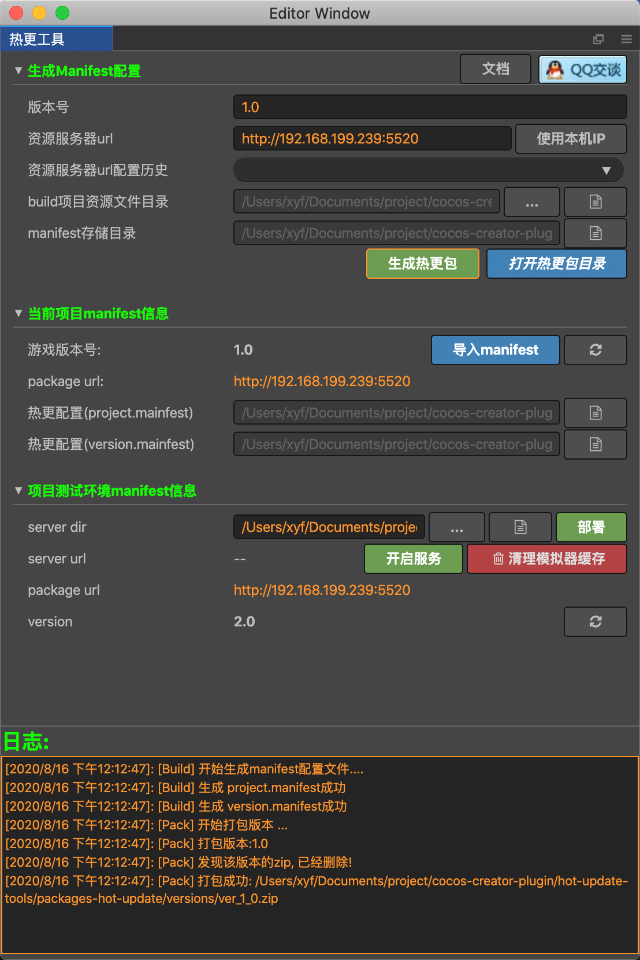 Editor Window
热更工具
生成Manifest配置
文档
QQ交谈
版本号
1.0
资源服务器url
http://192.168.199.239:5520
使用本机IP
资源服务器url配置历史
build项目资源文件目录
/Users/xyf/Documents/project/cocos-cre
...
manifest存储目录
/Users/xyf/Documents/project/cocos-creator-plug
生成热更包
打开热更包目录
当前项目manifest信息
游戏版本号:
1.0
导入manifest
package url:
http://192.168.199.239:5520
热更配置(project.mainfest)
/Users/xyf/Documents/project/cocos-creator-plug
热更配置(version.mainfest)
/Users/xyf/Documents/project/cocos-creator-plug
项目测试环境manifest信息
server dir
/Users/xyf/Documents/projec
...
部署
server url
--
开启服务
清理模拟器缓存
package url
http://192.168.199.239:5520
version
2.0
日志:
[2020/8/16 下午12:12:47]: [Build] 开始生成manifest配置文件....
[2020/8/16 下午12:12:47]: [Build] 生成 project.manifest成功
[2020/8/16 下午12:12:47]: [Build] 生成 version.manifest成功
[2020/8/16 下午12:12:47]: [Pack] 开始打包版本 ...
[2020/8/16 下午12:12:47]: [Pack] 打包版本:1.0
[2020/8/16 下午12:12:47]: [Pack] 发现该版本的zip, 已经删除!
[2020/8/16 下午12:12:47]: [Pack] 打包成功: /Users/xyf/Documents/project/cocos-creator-plugin/hot-update-
tools/packages-hot-update/versions/ver_1_0.zip